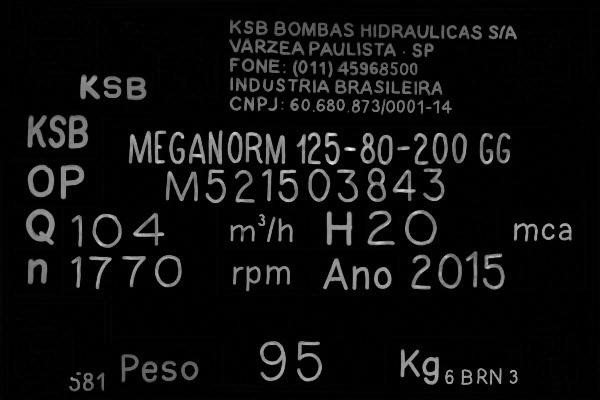 KSB BOMBAS HIDRAULICAS S/A
VARZEA PAULISTA · SP
FONE: (011) 45968500
INDUSTRIA BRASILEIRA
CNPJ: 60.680.873/0001-14
KSB
KSB MEGANORM 125-80-200 GG
OP M521503843
Q 104 m³/h H 20 mca
n 1770 rpm Ano 2015
581 Peso 95 Kg 6 BRN 3